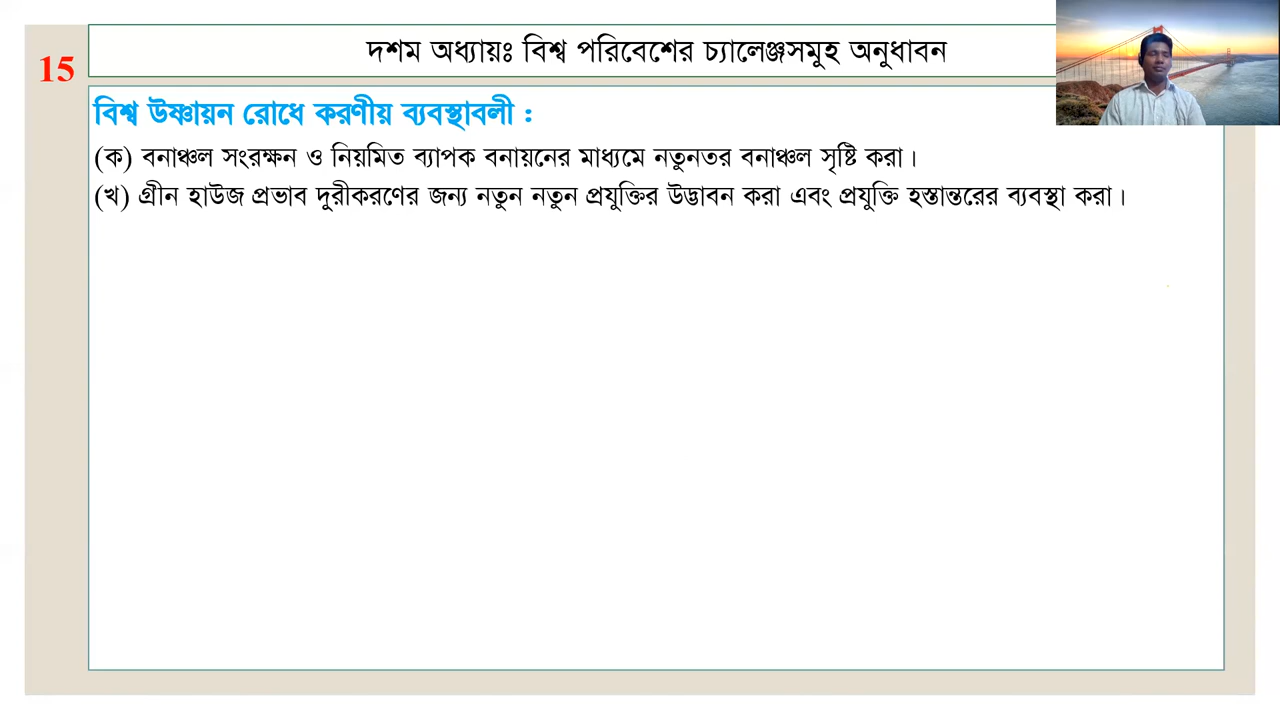 15
দশম অধ্যায়ঃ বিশ্ব পরিবেশের চ্যালেঞ্জসমুহ অনুধাবন
বিশ্ব উষ্ণায়ন রোধে করণীয় ব্যবস্থাবলী :
(ক) বনাঞ্চল সংরক্ষন ও নিয়মিত ব্যাপক বনায়নের মাধ্যমে নতুনতর বনাঞ্চল সৃষ্টি করা।
(খ) গ্রীন হাউজ প্রভাব দুরীকরণের জন্য নতুন নতুন প্রযুক্তির উদ্ভাবন করা এবং প্রযুক্তি হস্তান্তরের ব্যবস্থা করা।